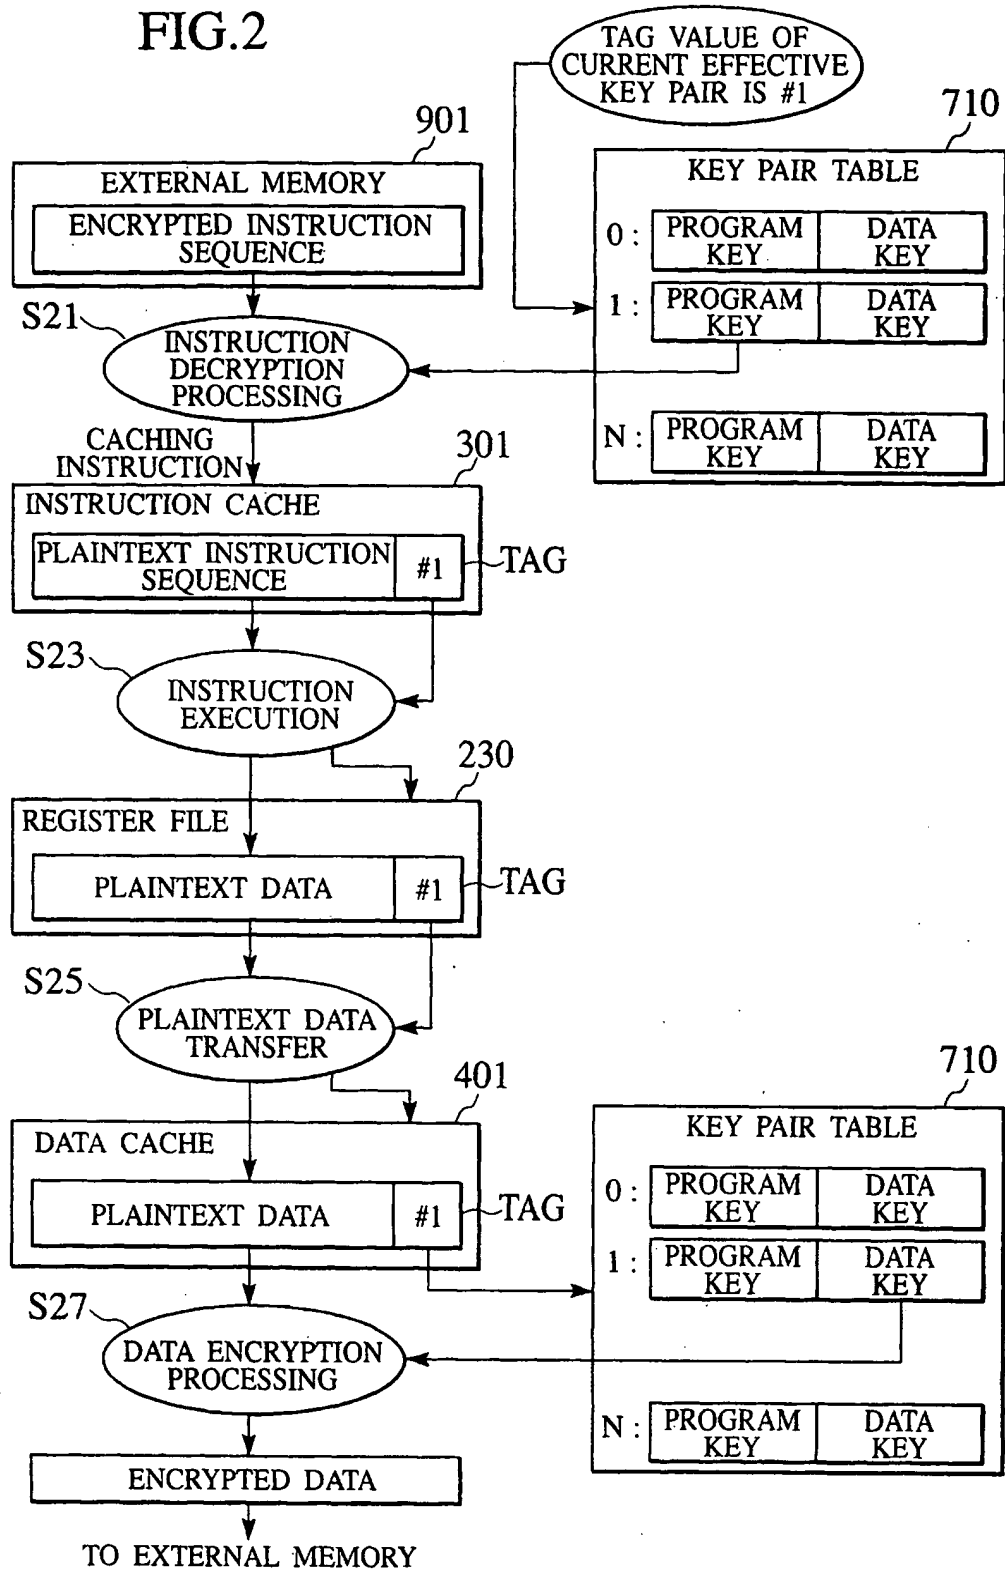 FIG.2
TAG VALUE OF
CURRENT EFFECTIVE
KEY PAIR IS #1
901
710
EXTERNAL MEMORY
ENCRYPTED INSTRUCTION
SEQUENCE
KEY PAIR TABLE
0 : PROGRAM KEY DATA KEY
1 : PROGRAM KEY DATA KEY
N : PROGRAM KEY DATA KEY
S21
INSTRUCTION
DECRYPTION
PROCESSING
CACHING
INSTRUCTION
301
INSTRUCTION CACHE
PLAINTEXT INSTRUCTION
SEQUENCE
#1
TAG
S23
INSTRUCTION
EXECUTION
230
REGISTER FILE
PLAINTEXT DATA
#1
TAG
S25
PLAINTEXT DATA
TRANSFER
401
DATA CACHE
PLAINTEXT DATA
#1
TAG
710
KEY PAIR TABLE
0 : PROGRAM KEY DATA KEY
1 : PROGRAM KEY DATA KEY
N : PROGRAM KEY DATA KEY
S27
DATA ENCRYPTION
PROCESSING
ENCRYPTED DATA
TO EXTERNAL MEMORY